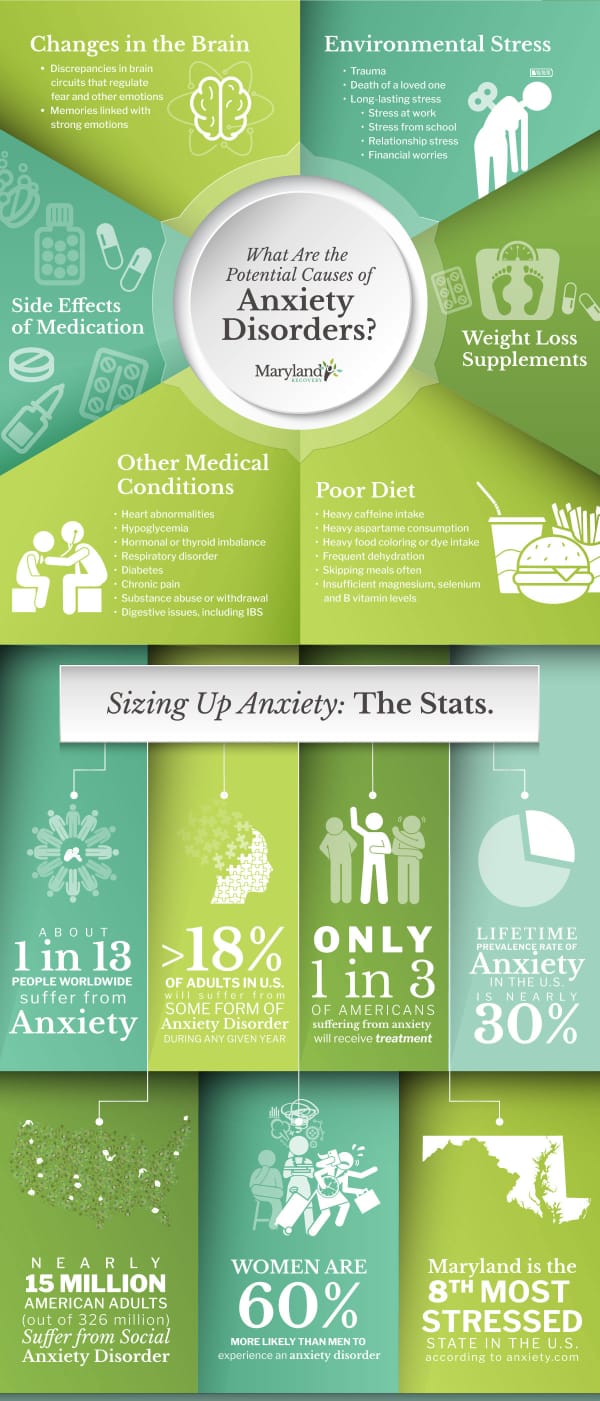 Changes in the Brain
• Discrepancies in brain
circuits that regulate
fear and other emotions
• Memories linked with
strong emotions
Environmental Stress
• Trauma
• Death of a loved one
• Long-lasting stress
• Stress at work
• Stress from school
• Relationship stress
• Financial worries
What Are the
Potential Causes of
Anxiety
Disorders?
Maryland
RECOVERY
Side Effects
of Medication
Weight Loss
Supplements
Other Medical
Conditions
• Heart abnormalities
• Hypoglycemia
• Hormonal or thyroid imbalance
• Respiratory disorder
• Diabetes
• Chronic pain
• Substance abuse or withdrawal
• Digestive issues, including IBS
Poor Diet
• Heavy caffeine intake
• Heavy aspartame consumption
• Heavy food coloring or dye intake
• Frequent dehydration
• Skipping meals often
• Insufficient magnesium, selenium
and B vitamin levels
Sizing Up Anxiety: The Stats.
ABOUT
1 in 13
PEOPLE WORLDWIDE
suffer from
Anxiety
>18%
OF ADULTS IN U.S.
will suffer from
SOME FORM OF
Anxiety Disorder
DURING ANY GIVEN YEAR
ONLY
1 in 3
OF AMERICANS
suffering from anxiety
will receive treatment
LIFETIME
PREVALENCE RATE OF
Anxiety
IN THE U.S.
IS NEARLY
30%
NEARLY
15 MILLION
AMERICAN ADULTS
(out of 326 million)
Suffer from Social
Anxiety Disorder
WOMEN ARE
60%
MORE LIKELY THAN MEN TO
experience an anxiety disorder
Maryland is the
8TH MOST
STRESSED
STATE IN THE U.S.
according to anxiety.com